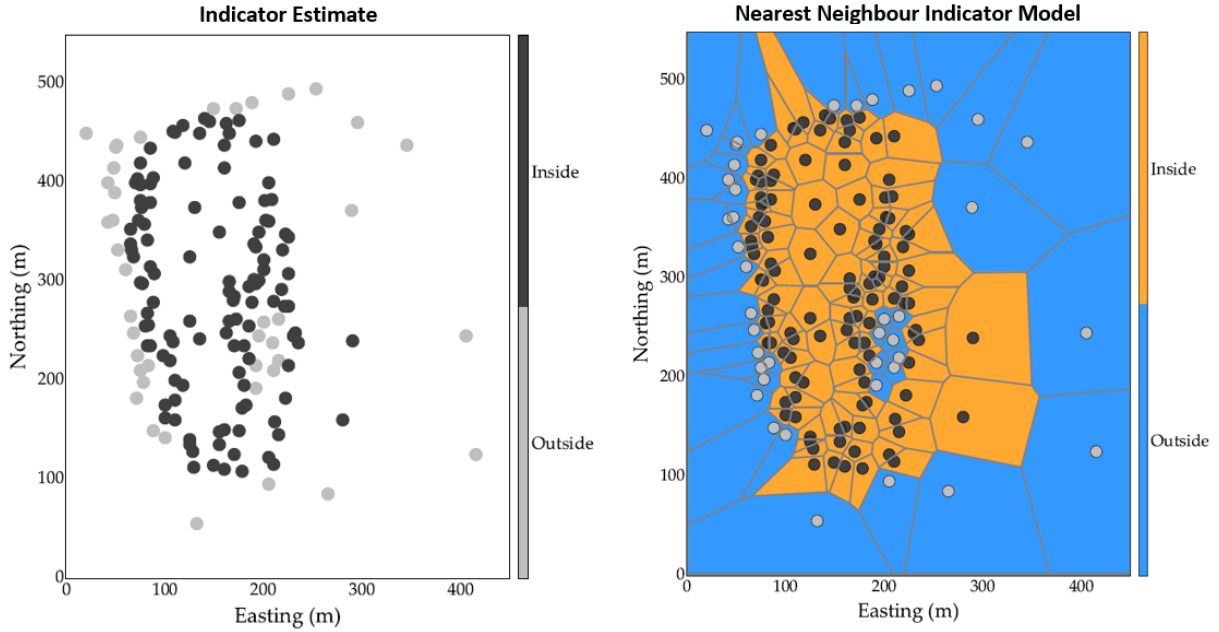 Indicator Estimate
500
400
300
200
100
0
0 100 200 300 400
Northing (m)
Easting (m)
Inside
Outside
Nearest Neighbour Indicator Model
500
400
300
200
100
0
0 100 200 300 400
Northing (m)
Easting (m)
Inside
Outside